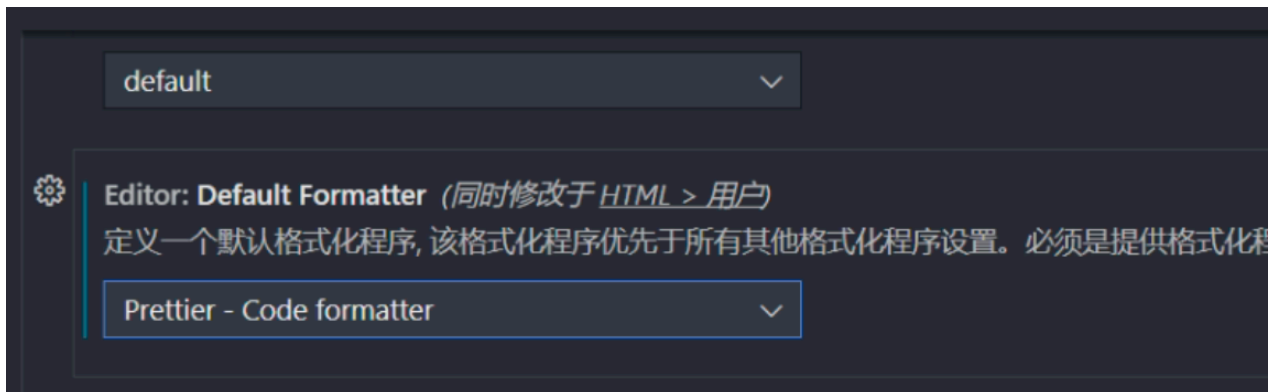 default
Editor: Default Formatter (同时修改于 HTML > 用户)
定义一个默认格式化程序, 该格式化程序优先于所有其他格式化程序设置。必须是提供格式化程
Prettier - Code formatter